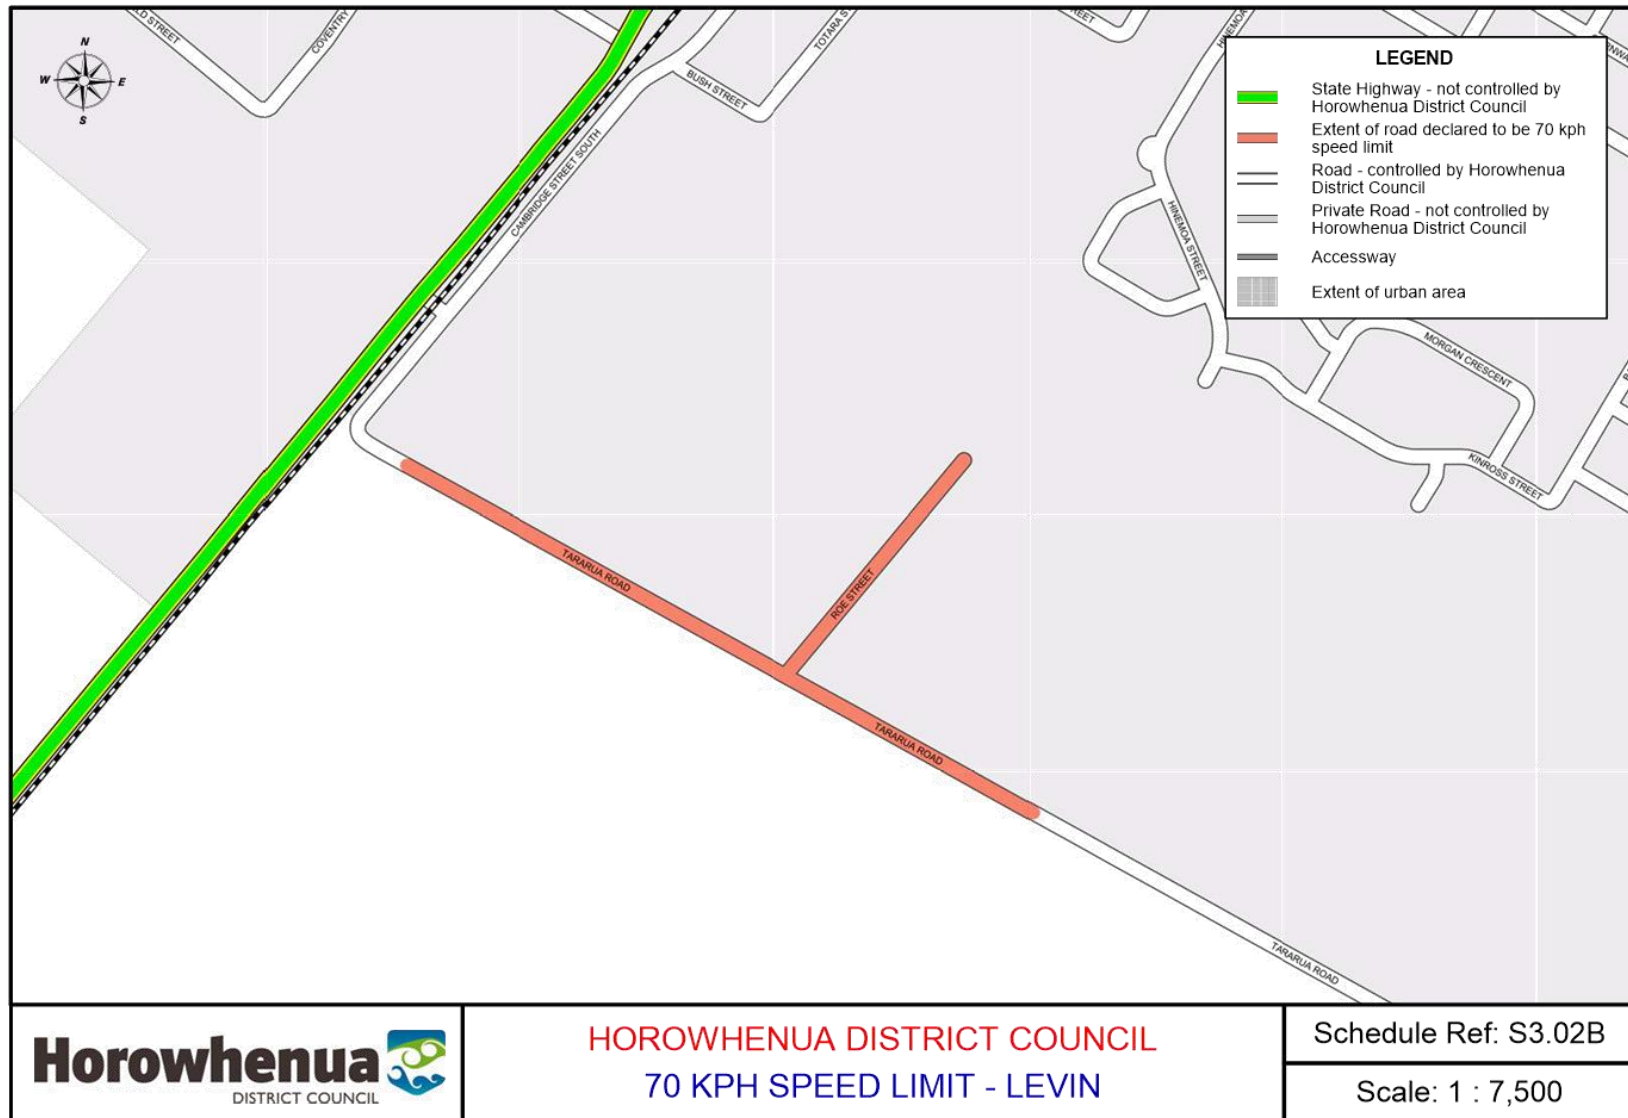 COVENTRY
BUSH STREET
CAMBRIDGE STREET SOUTH
HINEMOA STREET
MORGAN CRESCENT
KINROSS STREET
TARARUA ROAD
ROE STREET
TARARUA ROAD
TARARUA ROAD
N
W
E
S
LEGEND
State Highway - not controlled by
Horowhenua District Council
Extent of road declared to be 70 kph
speed limit
Road - controlled by Horowhenua
District Council
Private Road - not controlled by
Horowhenua District Council
Accessway
Extent of urban area
Horowhenua
DISTRICT COUNCIL
HOROWHENUA DISTRICT COUNCIL
70 KPH SPEED LIMIT - LEVIN
Schedule Ref: S3.02B
Scale: 1 : 7,500